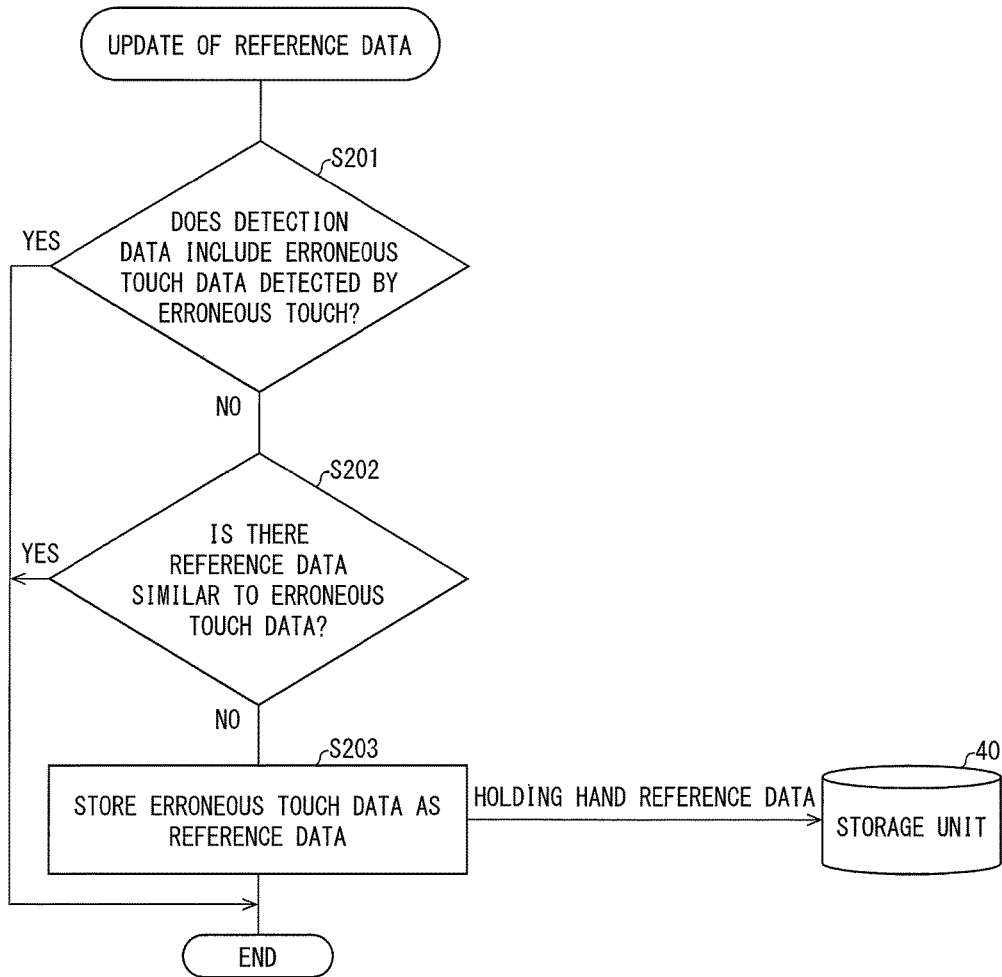 UPDATE OF REFERENCE DATA
S201
DOES DETECTION
DATA INCLUDE ERRONEOUS
TOUCH DATA DETECTED BY
ERRONEOUS TOUCH?
YES
NO
S202
IS THERE
REFERENCE DATA
SIMILAR TO ERRONEOUS
TOUCH DATA?
YES
NO
S203
STORE ERRONEOUS TOUCH DATA AS
REFERENCE DATA
HOLDING HAND REFERENCE DATA
40
STORAGE UNIT
END